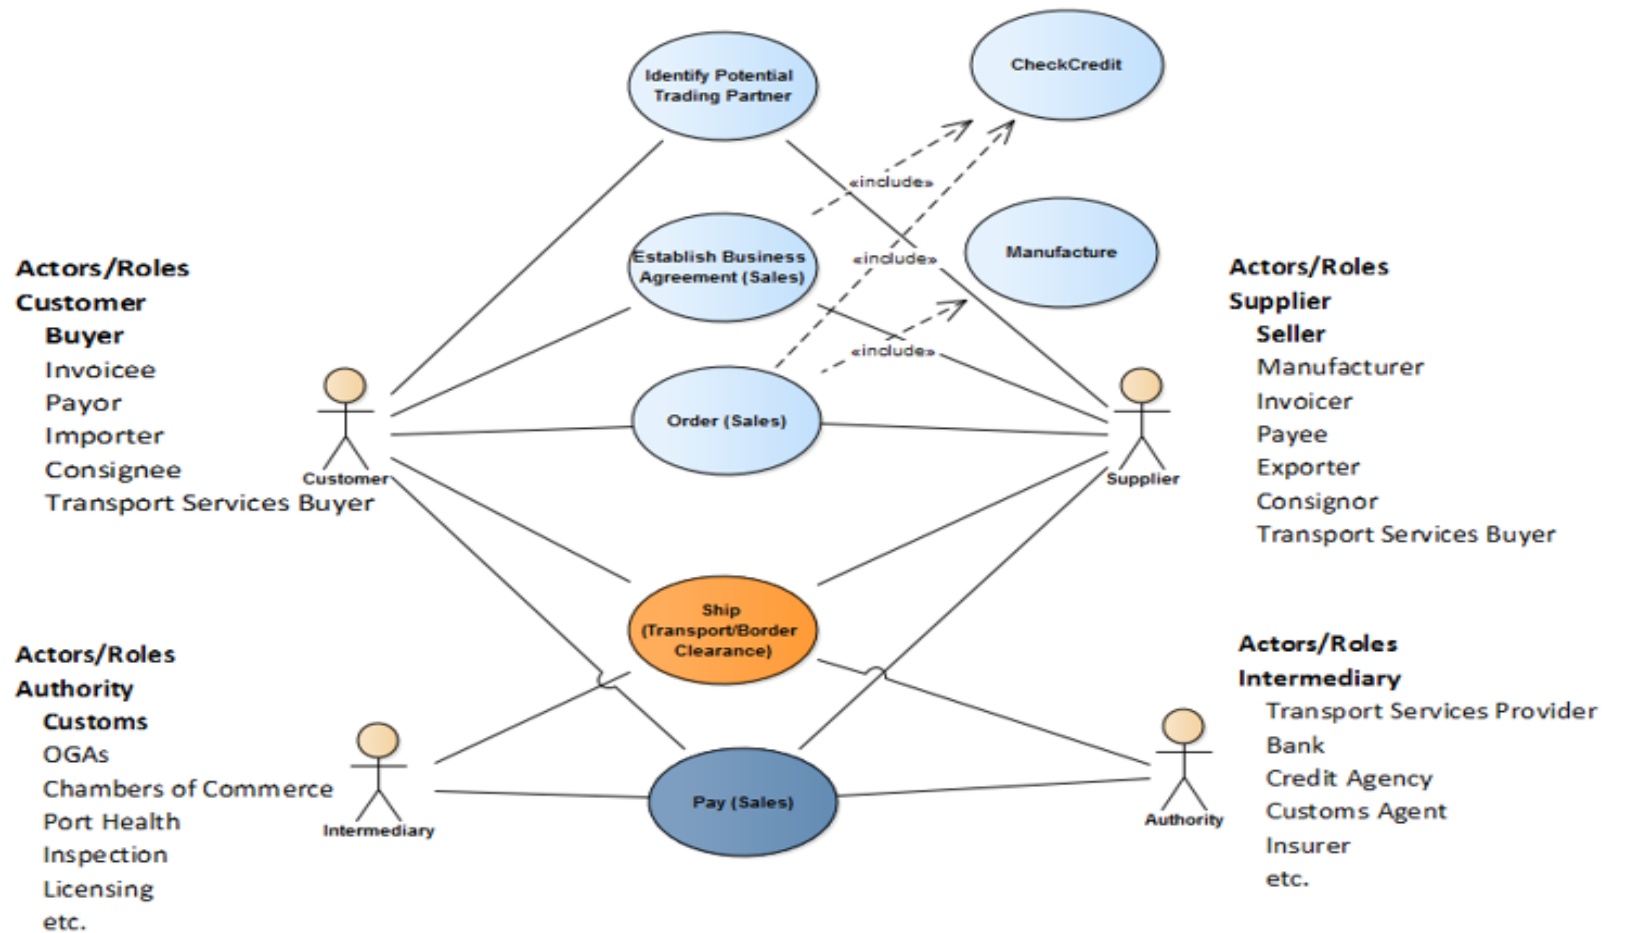 Identify Potential
Trading Partner
CheckCredit
«include»
Establish Business
Agreement (Sales)
«include»
Manufacture
«include»
Order (Sales)
Actors/Roles
Customer
Buyer
Invoicee
Payor
Importer
Consignee
Transport Services Buyer
Customer
Supplier
Actors/Roles
Supplier
Seller
Manufacturer
Invoicer
Payee
Exporter
Consignor
Transport Services Buyer
Ship
(Transport/Border
Clearance)
Actors/Roles
Authority
Customs
OGAs
Chambers of Commerce
Port Health
Inspection
Licensing
etc.
Intermediary
Pay (Sales)
Authority
Actors/Roles
Intermediary
Transport Services Provider
Bank
Credit Agency
Customs Agent
Insurer
etc.